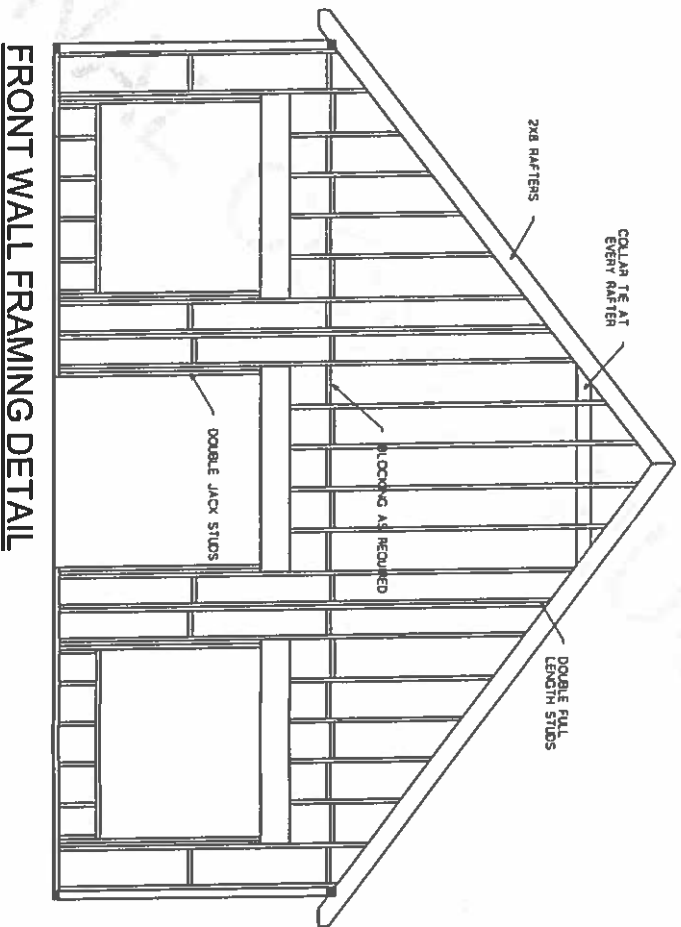 2X8 RAFTERS
COLLAR TIE AT
EVERY RAFTER
BLOCKING AS REQUIRED
DOUBLE JACK STUDS
DOUBLE FULL
LENGTH STUDS
FRONT WALL FRAMING DETAIL